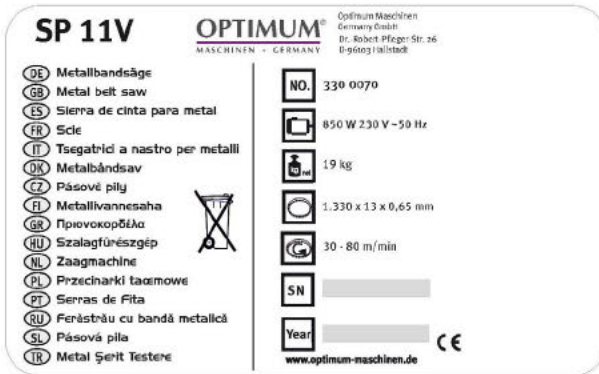 SP 11V
OPTIMUM®
MASCHINEN - GERMANY
Optimum Maschinen
Germany GmbH
Dr.-Robert-Pfleger-Str. 26
D-96103 Hallstadt
DE Metallbandsäge
GB Metal belt saw
ES Sierra de cinta para metal
FR Scie
IT Tsegatrici a nastro per metalli
DK Metalbåndsav
CZ Pásové pily
FI Metallivannesaha
GR Πριονοκορδέλα
HU Szalagfűrészgép
NL Zaagmachine
PL Przecinarki taœmowe
PT Serras de Fita
RU Ferăstrău cu bandă metalică
SL Pásová pila
TR Metal Şerit Testere
NO. 330 0070
850 W 230 V ~50 Hz
19 kg
1.330 x 13 x 0,65 mm
30 - 80 m/min
SN
Year
CE
www.optimum-maschinen.de